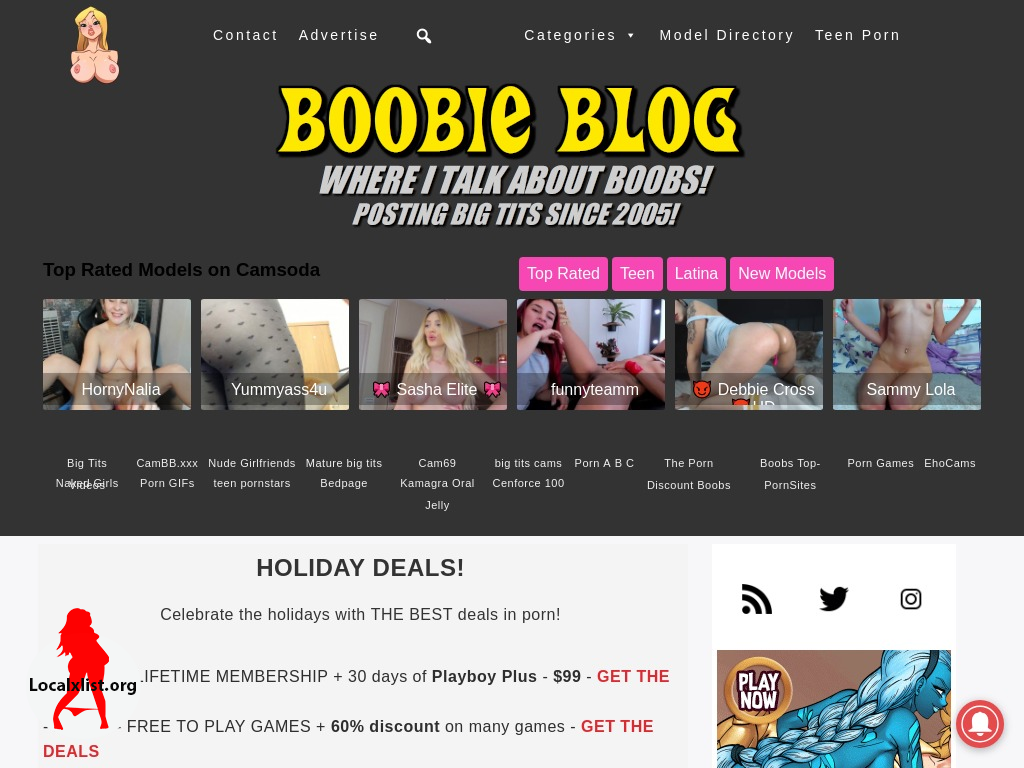 Contact Advertise Categories Model Directory Teen Porn
BOOBIE BLOG
WHERE I TALK ABOUT BOOBS!
POSTING BIG TITS SINCE 2005!
Top Rated Models on Camsoda
Top Rated Teen Latina New Models
HornyNalia Yummyass4u Sasha Elite funnyteamm Debbie Cross Sammy Lola
Big Tits CamBB.xxx Nude Girlfriends Mature big tits Cam69 big tits cams Porn A B C The Porn Boobs Top- Porn Games EhoCams
Naked Girls Videos Porn GIFs teen pornstars Bedpage Kamagra Oral Cenforce 100 Discount Boobs PornSites
Jelly
HOLIDAY DEALS!
Celebrate the holidays with THE BEST deals in porn!
LIFETIME MEMBERSHIP + 30 days of Playboy Plus - $99 - GET THE
Localxlist.org
- FREE TO PLAY GAMES + 60% discount on many games - GET THE
DEALS
PLAY
NOW